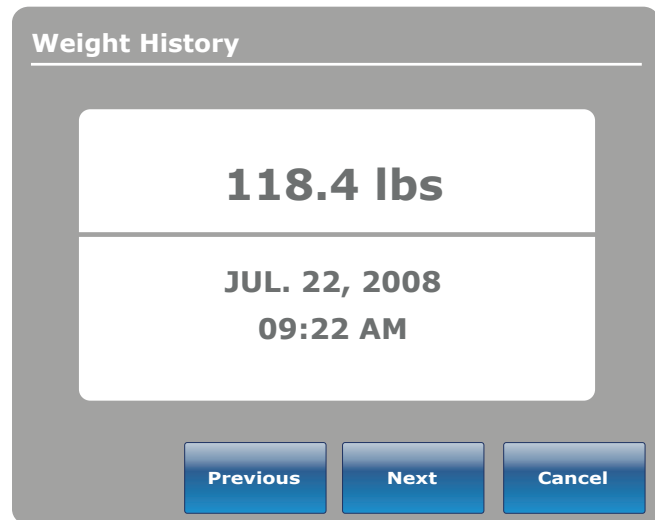 Weight History
118.4 lbs
JUL. 22, 2008
09:22 AM
Previous Next Cancel